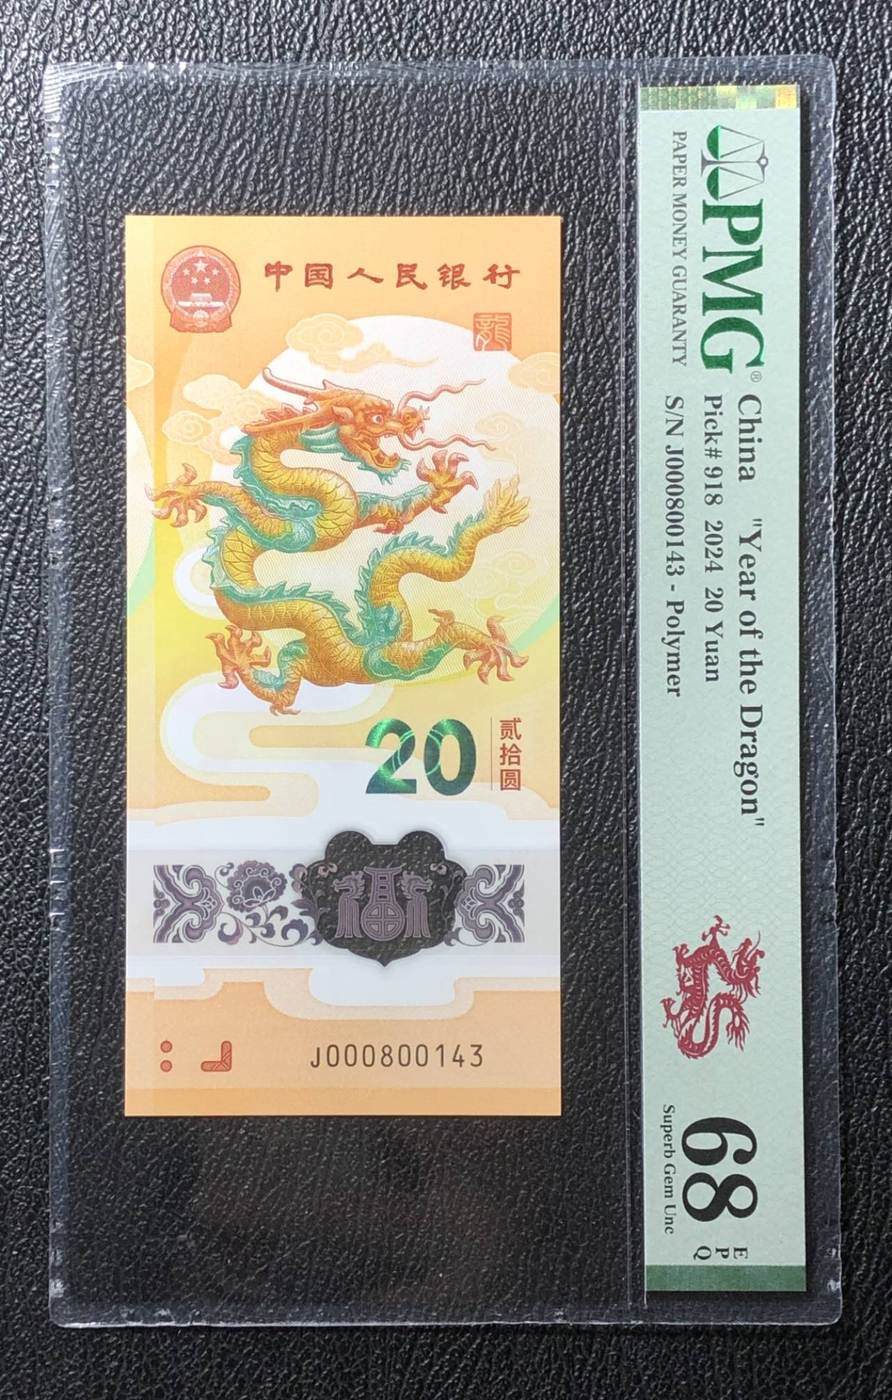 中国人民银行
龍
20
贰拾圆
福
J000800143
PMG®
PAPER MONEY GUARANTY
China "Year of the Dragon"
Pick# 918 2024 20 Yuan
S/N J000800143 - Polymer
68
EPQ
Superb Gem Unc